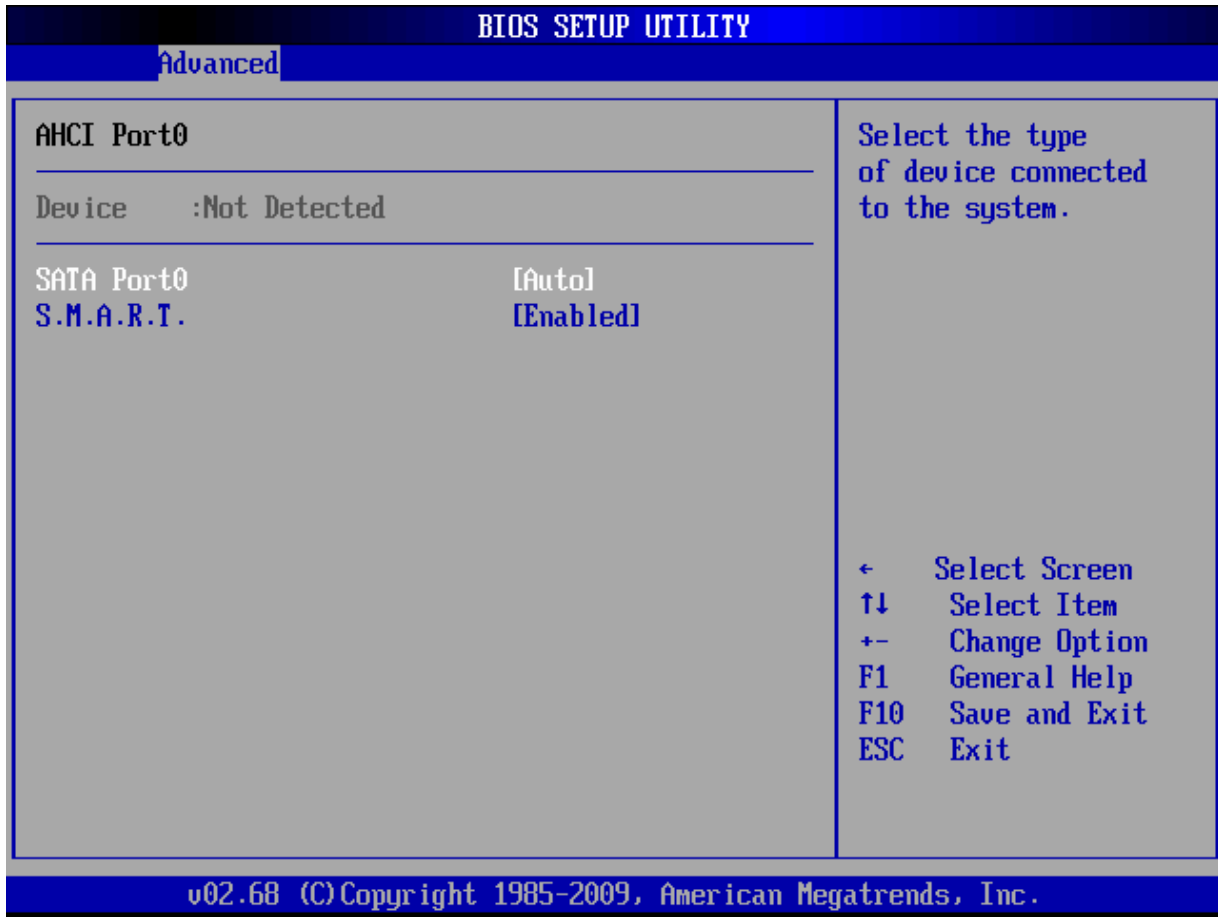 BIOS SETUP UTILITY
Advanced
AHCI Port0
Device :Not Detected
SATA Port0 [Auto]
S.M.A.R.T. [Enabled]
Select the type
of device connected
to the system.
← Select Screen
↑↓ Select Item
+- Change Option
F1 General Help
F10 Save and Exit
ESC Exit
v02.68 (C)Copyright 1985-2009, American Megatrends, Inc.